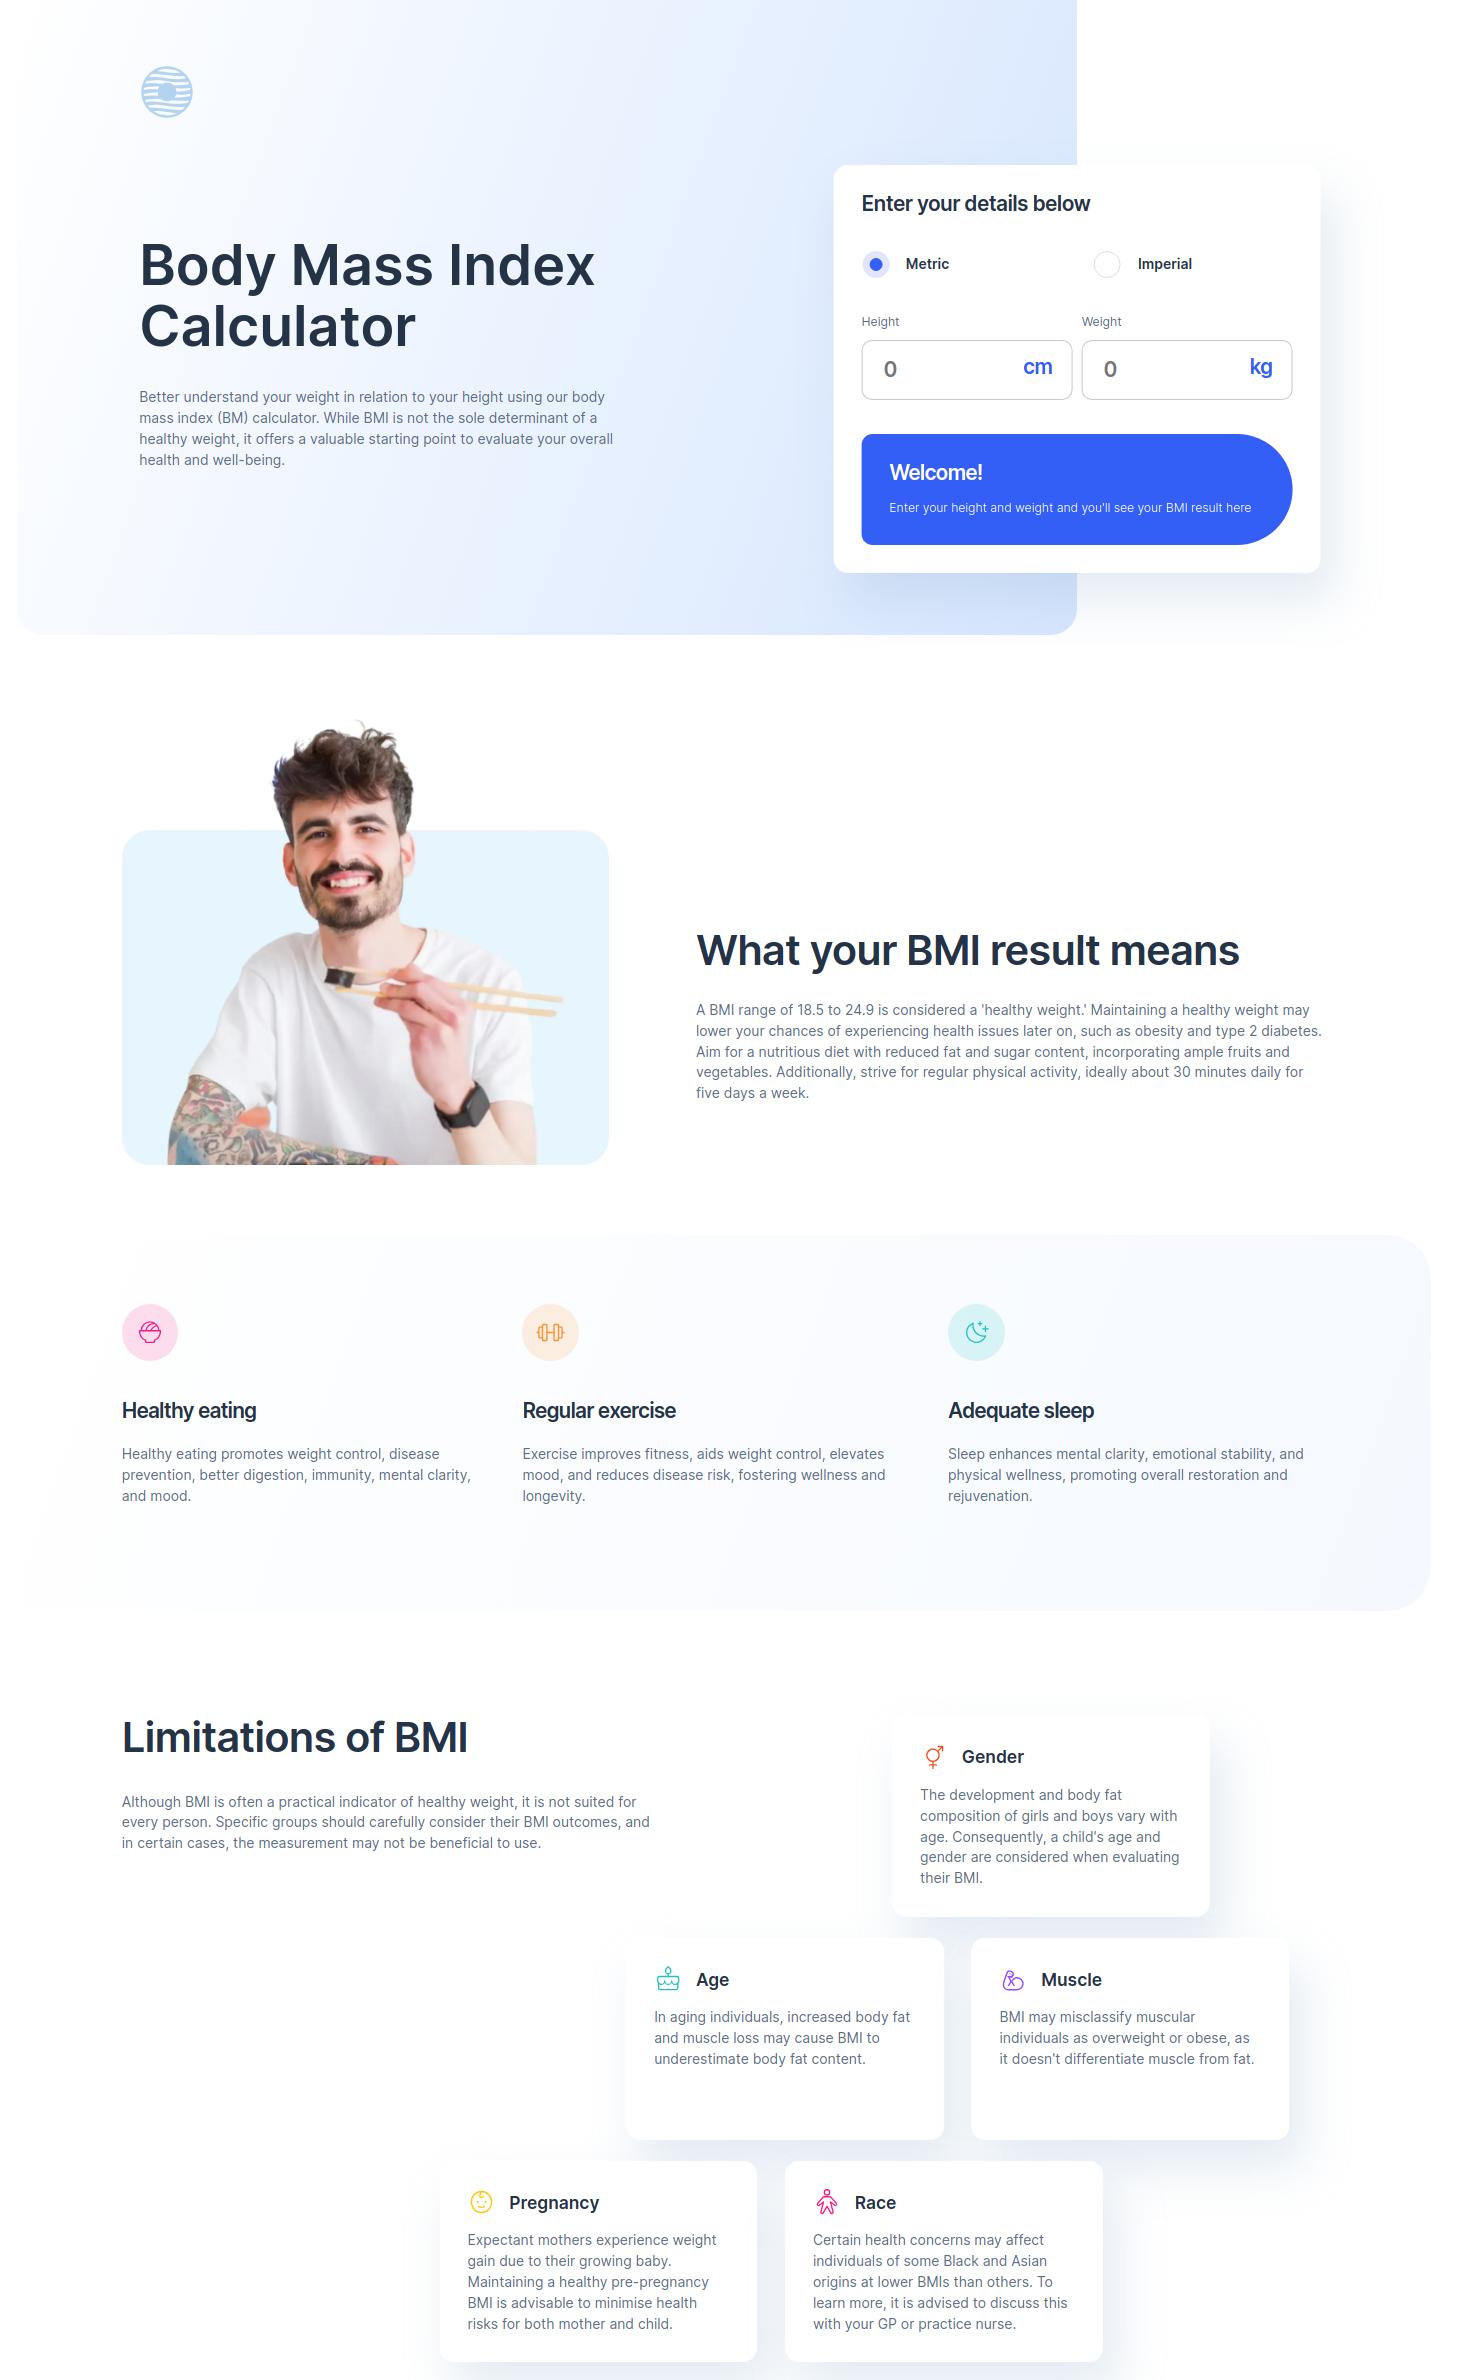 Body Mass Index
Calculator
Better understand your weight in relation to your height using our body
mass index (BM) calculator. While BMI is not the sole determinant of a
healthy weight, it offers a valuable starting point to evaluate your overall
health and well-being.
Enter your details below
Metric
Imperial
Height
Weight
0 cm
0 kg
Welcome!
Enter your height and weight and you'll see your BMI result here
What your BMI result means
A BMI range of 18.5 to 24.9 is considered a 'healthy weight.' Maintaining a healthy weight may
lower your chances of experiencing health issues later on, such as obesity and type 2 diabetes.
Aim for a nutritious diet with reduced fat and sugar content, incorporating ample fruits and
vegetables. Additionally, strive for regular physical activity, ideally about 30 minutes daily for
five days a week.
Healthy eating
Healthy eating promotes weight control, disease
prevention, better digestion, immunity, mental clarity,
and mood.
Regular exercise
Exercise improves fitness, aids weight control, elevates
mood, and reduces disease risk, fostering wellness and
longevity.
Adequate sleep
Sleep enhances mental clarity, emotional stability, and
physical wellness, promoting overall restoration and
rejuvenation.
Limitations of BMI
Although BMI is often a practical indicator of healthy weight, it is not suited for
every person. Specific groups should carefully consider their BMI outcomes, and
in certain cases, the measurement may not be beneficial to use.
Gender
The development and body fat
composition of girls and boys vary with
age. Consequently, a child's age and
gender are considered when evaluating
their BMI.
Age
In aging individuals, increased body fat
and muscle loss may cause BMI to
underestimate body fat content.
Muscle
BMI may misclassify muscular
individuals as overweight or obese, as
it doesn't differentiate muscle from fat.
Pregnancy
Expectant mothers experience weight
gain due to their growing baby.
Maintaining a healthy pre-pregnancy
BMI is advisable to minimise health
risks for both mother and child.
Race
Certain health concerns may affect
individuals of some Black and Asian
origins at lower BMIs than others. To
learn more, it is advised to discuss this
with your GP or practice nurse.